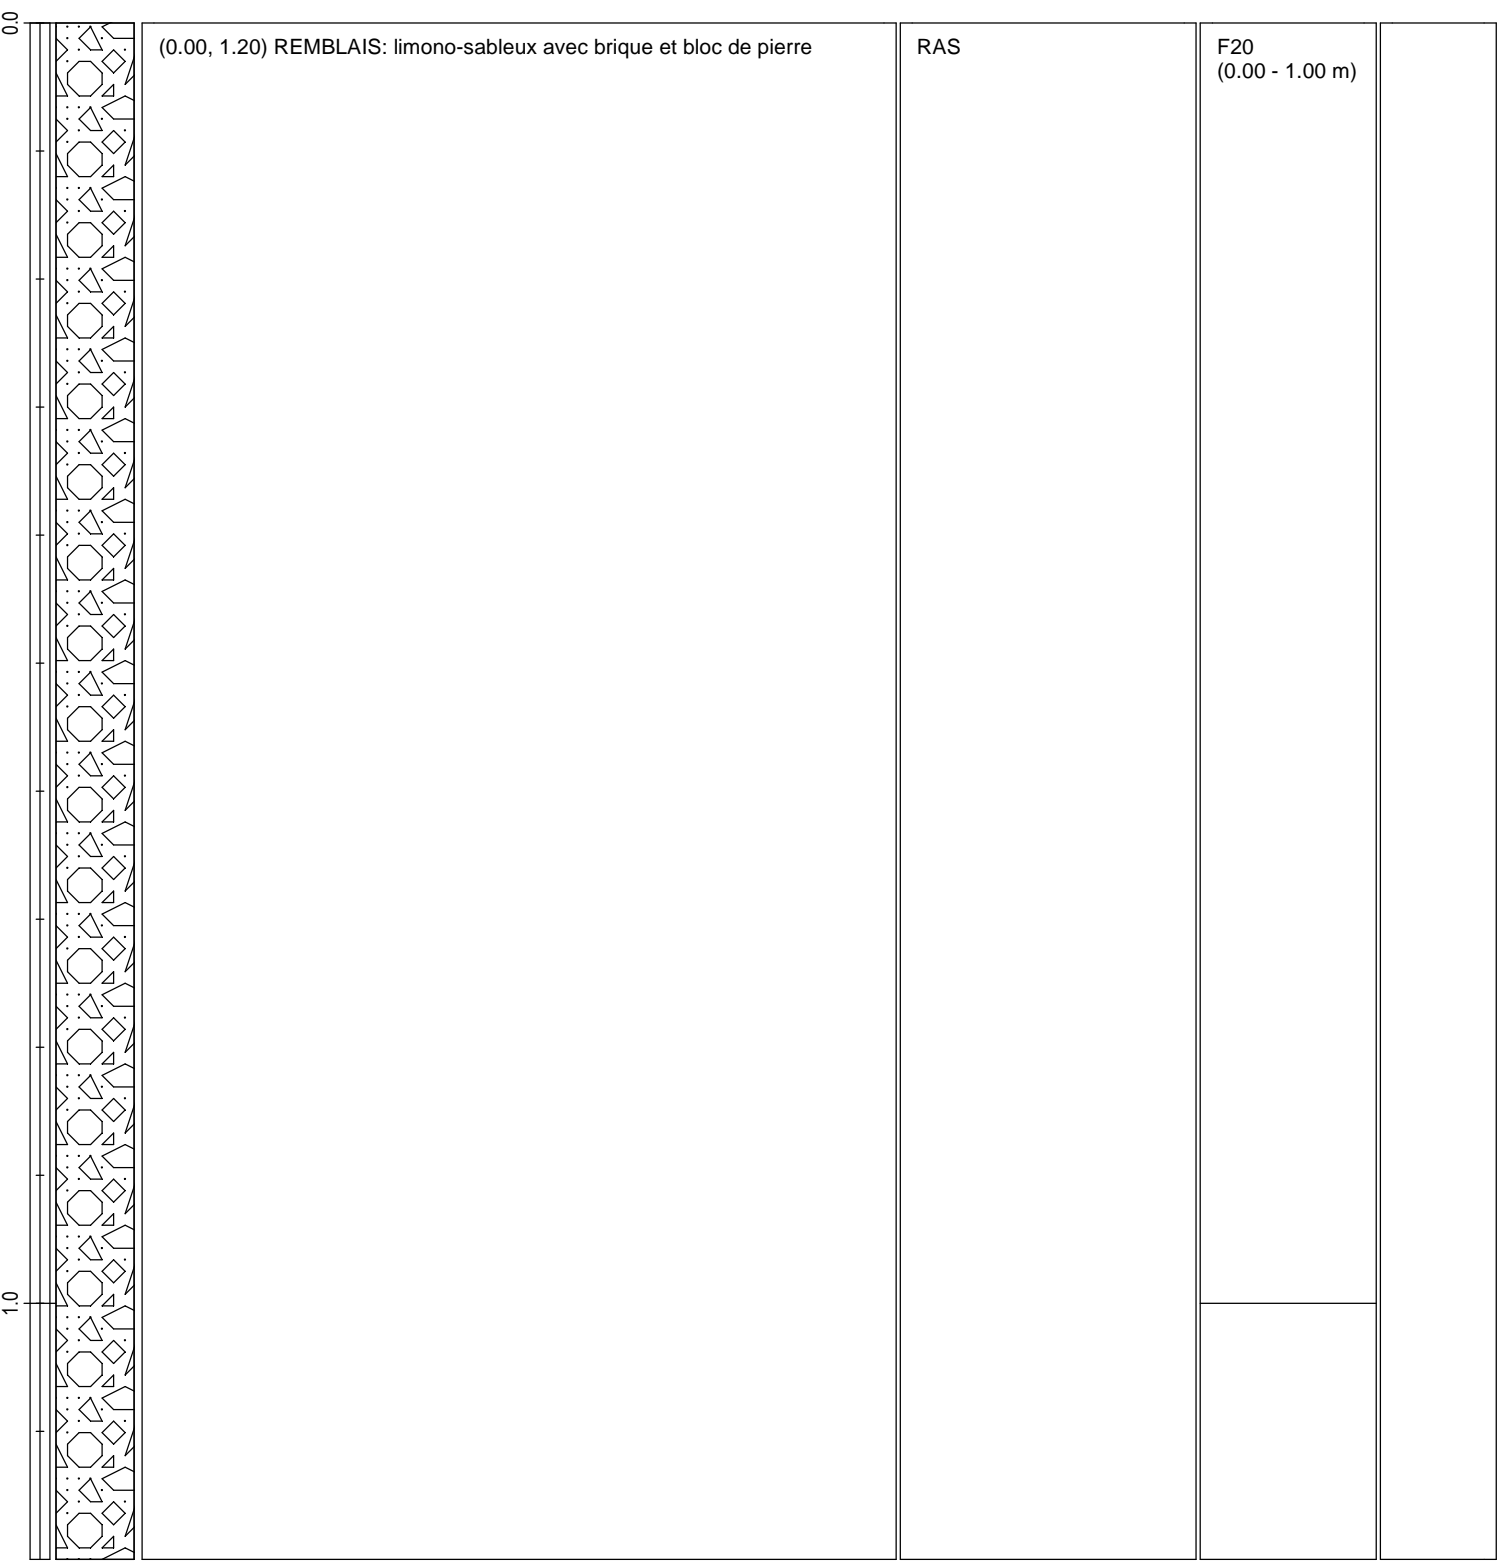 0.0
(0.00, 1.20) REMBLAIS: limono-sableux avec brique et bloc de pierre
RAS
F20
(0.00 - 1.00 m)
1.0